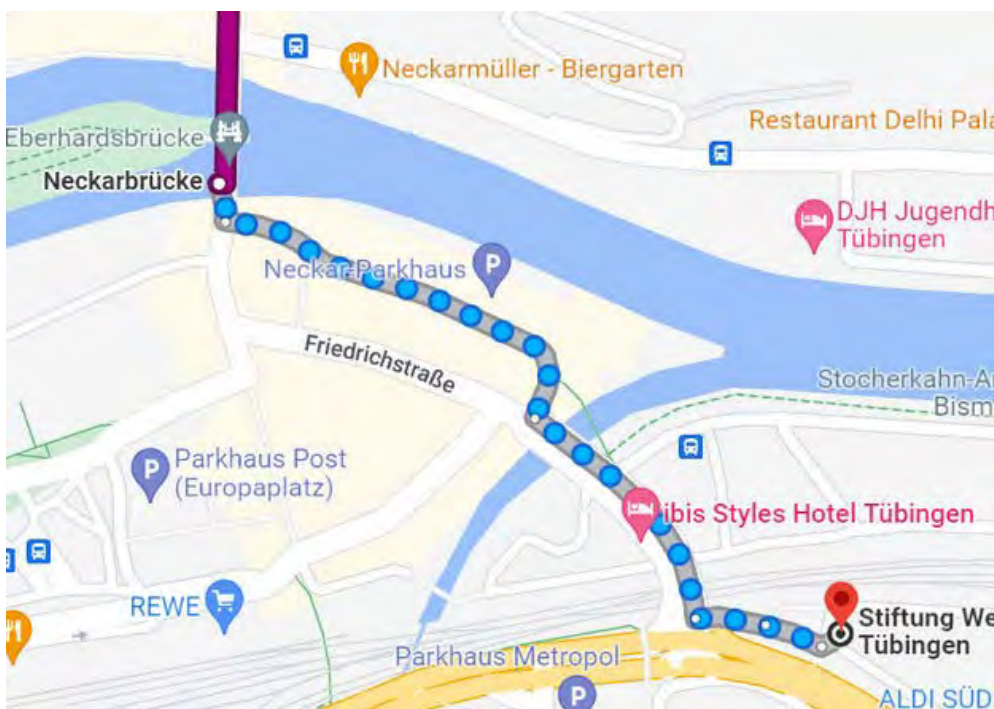 Neckarmüller - Biergarten
Restaurant Delhi Pala
Eberhardsbrücke
Neckarbrücke
DJH Jugendh
Tübingen
Neckar-Parkhaus
P
Friedrichstraße
Stocherkahn-A
Bism
P
Parkhaus Post
(Europaplatz)
ibis Styles Hotel Tübingen
REWE
Stiftung We
Tübingen
Parkhaus Metropol
P
ALDI SÜD